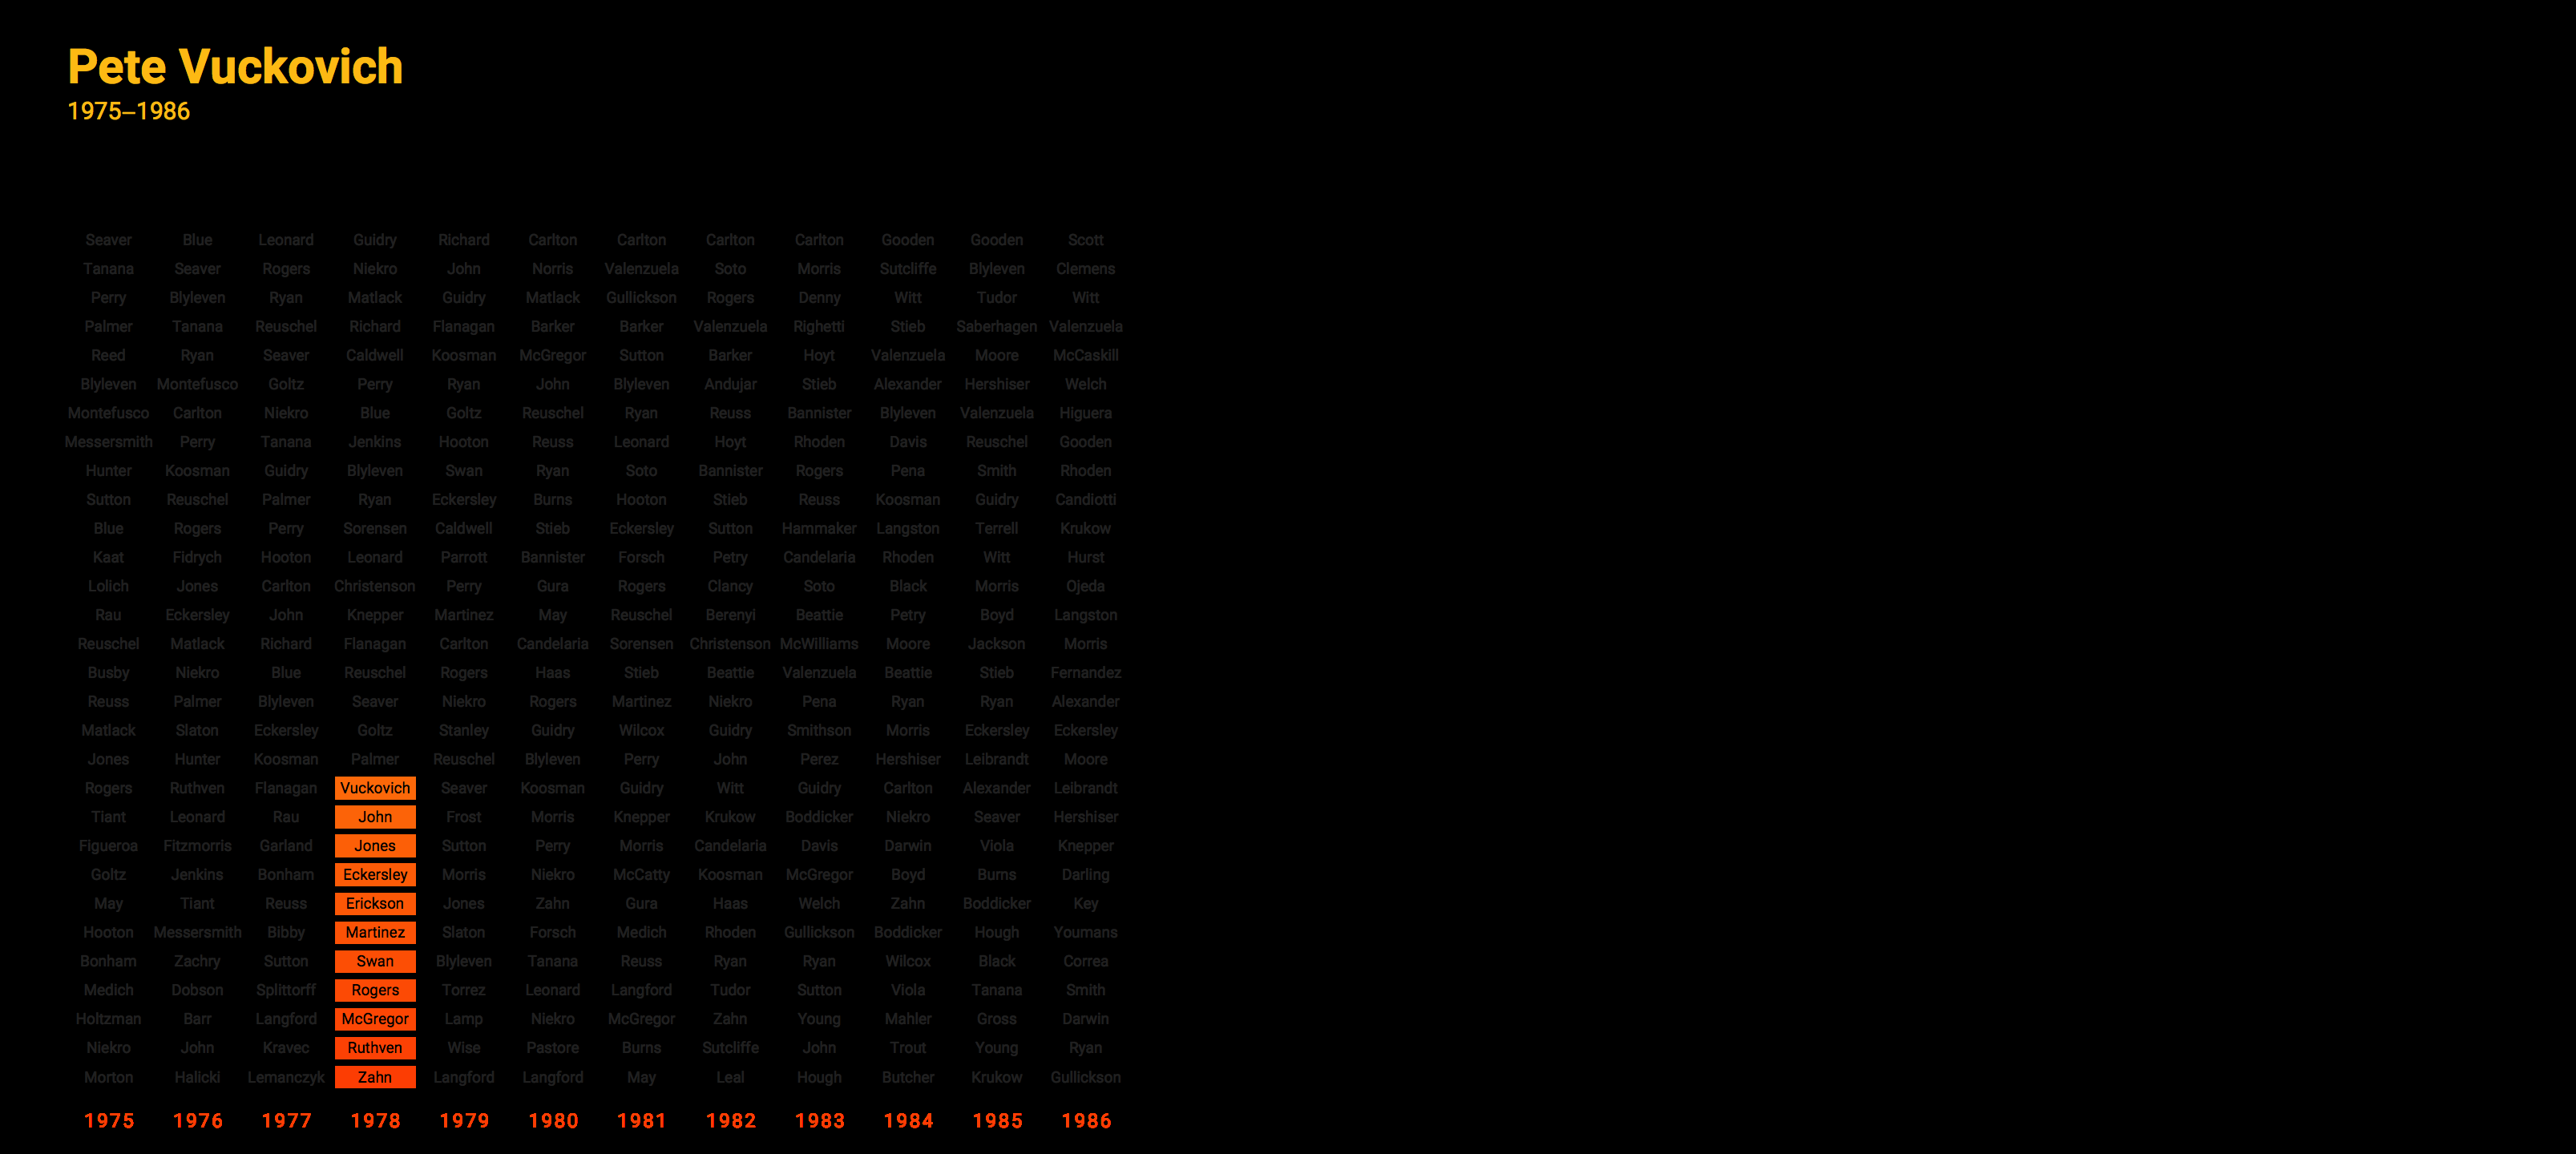 Pete Vuckovich
1975–1986
Seaver Blue Leonard Guidry Richard Carlton Carlton Carlton Carlton Gooden Gooden Scott
Tanana Seaver Rogers Niekro John Norris Valenzuela Soto Morris Sutcliffe Blyleven Clemens
Perry Blyleven Ryan Matlack Guidry Matlack Gullickson Rogers Denny Witt Tudor Witt
Palmer Tanana Reuschel Richard Flanagan Barker Barker Valenzuela Righetti Stieb Saberhagen Valenzuela
Reed Ryan Seaver Caldwell Koosman McGregor Sutton Barker Hoyt Valenzuela Moore McCaskill
Blyleven Montefusco Goltz Perry Ryan John Blyleven Andujar Stieb Alexander Hershiser Welch
Montefusco Carlton Niekro Blue Goltz Reuschel Ryan Reuss Bannister Blyleven Valenzuela Higuera
Messersmith Perry Tanana Jenkins Hooton Reuss Leonard Hoyt Rhoden Davis Reuschel Gooden
Hunter Koosman Guidry Blyleven Swan Ryan Soto Bannister Rogers Pena Smith Rhoden
Sutton Reuschel Palmer Ryan Eckersley Burns Hooton Stieb Reuss Koosman Guidry Candiotti
Blue Rogers Perry Sorensen Caldwell Stieb Eckersley Sutton Hammaker Langston Terrell Krukow
Kaat Fidrych Hooton Leonard Parrott Bannister Forsch Petry Candelaria Rhoden Witt Hurst
Lolich Jones Carlton Christenson Perry Gura Rogers Clancy Soto Black Morris Ojeda
Rau Eckersley John Knepper Martinez May Reuschel Berenyi Beattie Petry Boyd Langston
Reuschel Matlack Richard Flanagan Carlton Candelaria Sorensen Christenson McWilliams Moore Jackson Morris
Busby Niekro Blue Reuschel Rogers Haas Stieb Beattie Valenzuela Beattie Stieb Fernandez
Reuss Palmer Blyleven Seaver Niekro Rogers Martinez Niekro Pena Ryan Ryan Alexander
Matlack Slaton Eckersley Goltz Stanley Guidry Wilcox Guidry Smithson Morris Eckersley Eckersley
Jones Hunter Koosman Palmer Reuschel Blyleven Perry John Perez Hershiser Leibrandt Moore
Rogers Ruthven Flanagan Vuckovich Seaver Koosman Guidry Witt Guidry Carlton Alexander Leibrandt
Tiant Leonard Rau John Frost Morris Knepper Krukow Boddicker Niekro Seaver Hershiser
Figueroa Fitzmorris Garland Jones Sutton Perry Morris Candelaria Davis Darwin Viola Knepper
Goltz Jenkins Bonham Eckersley Morris Niekro McCatty Koosman McGregor Boyd Burns Darling
May Tiant Reuss Erickson Jones Zahn Gura Haas Welch Zahn Boddicker Key
Hooton Messersmith Bibby Martinez Slaton Forsch Medich Rhoden Gullickson Boddicker Hough Youmans
Bonham Zachry Sutton Swan Blyleven Tanana Reuss Ryan Ryan Wilcox Black Correa
Medich Dobson Splittorff Rogers Torrez Leonard Langford Tudor Sutton Viola Tanana Smith
Holtzman Barr Langford McGregor Lamp Niekro McGregor Zahn Young Mahler Gross Darwin
Niekro John Kravec Ruthven Wise Pastore Burns Sutcliffe John Trout Young Ryan
Morton Halicki Lemanczyk Zahn Langford Langford May Leal Hough Butcher Krukow Gullickson
1975 1976 1977 1978 1979 1980 1981 1982 1983 1984 1985 1986